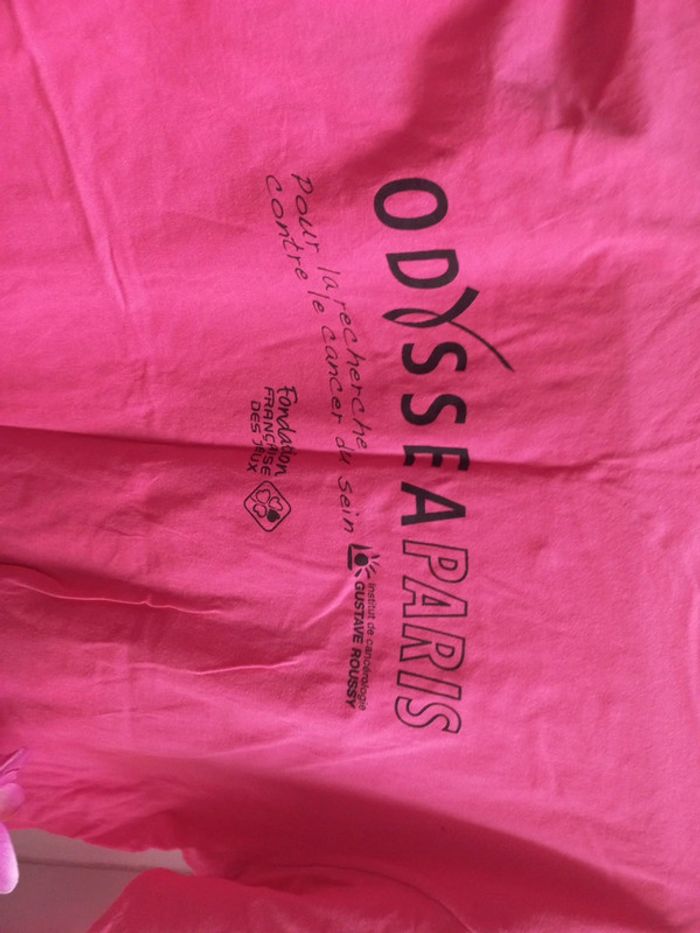 ODYSSEA PARIS
Pour la recherche
contre le cancer du sein
institut de cancérologie
GUSTAVE ROUSSY
Fondation
FRANÇAISE
DES JEUX